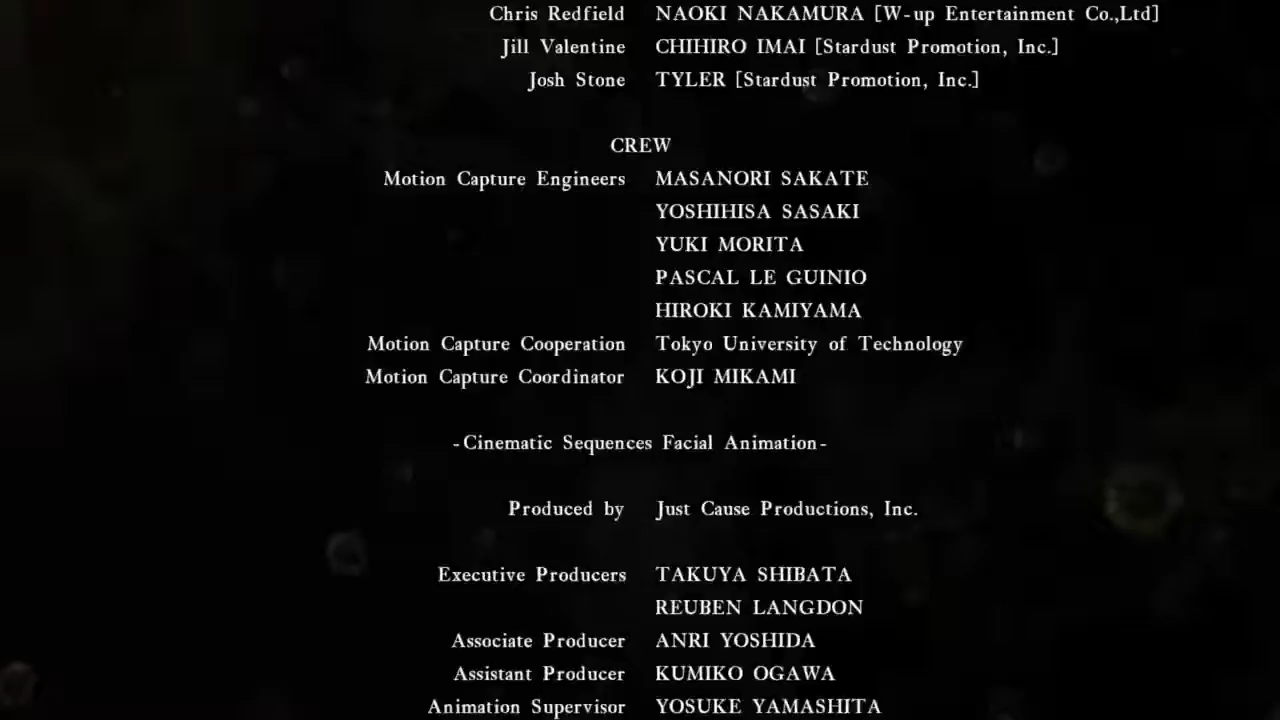 Chris Redfield NAOKI NAKAMURA [W-up Entertainment Co.,Ltd]
Jill Valentine CHIHIRO IMAI [Stardust Promotion, Inc.]
Josh Stone TYLER [Stardust Promotion, Inc.]
CREW
Motion Capture Engineers MASANORI SAKATE
YOSHIHISA SASAKI
YUKI MORITA
PASCAL LE GUINIO
HIROKI KAMIYAMA
Motion Capture Cooperation Tokyo University of Technology
Motion Capture Coordinator KOJI MIKAMI
-Cinematic Sequences Facial Animation-
Produced by Just Cause Productions, Inc.
Executive Producers TAKUYA SHIBATA
REUBEN LANGDON
Associate Producer ANRI YOSHIDA
Assistant Producer KUMIKO OGAWA
Animation Supervisor YOSUKE YAMASHITA